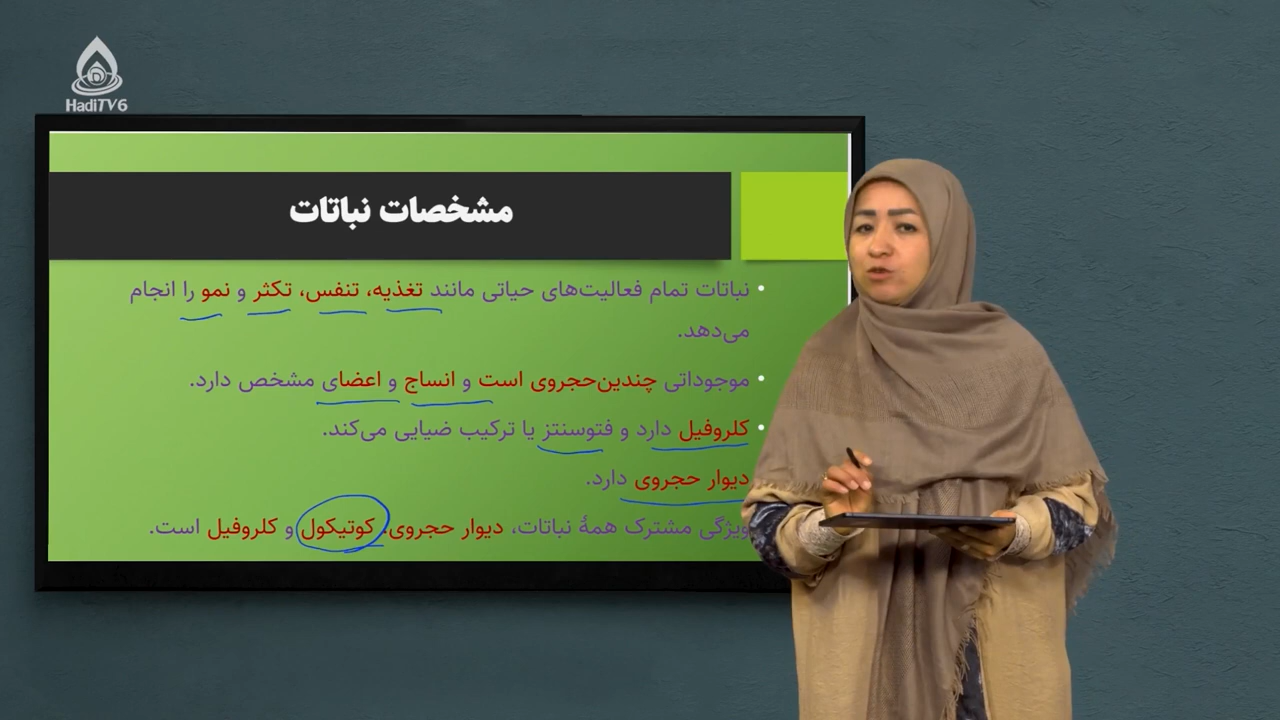 HadiTV6
مشخصات نباتات
• نباتات تمام فعالیت‌های حیاتی مانند تغذیه، تنفس، تکثر و نمو را انجام
می‌دهد.
• موجوداتی چندین‌حجروی است و انساج و اعضای مشخص دارد.
• کلروفیل دارد و فتوسنتز یا ترکیب ضیایی می‌کند.
دیوار حجروی دارد.
ویژگی مشترک همهٔ نباتات، دیوار حجروی، کوتیکول و کلروفیل است.